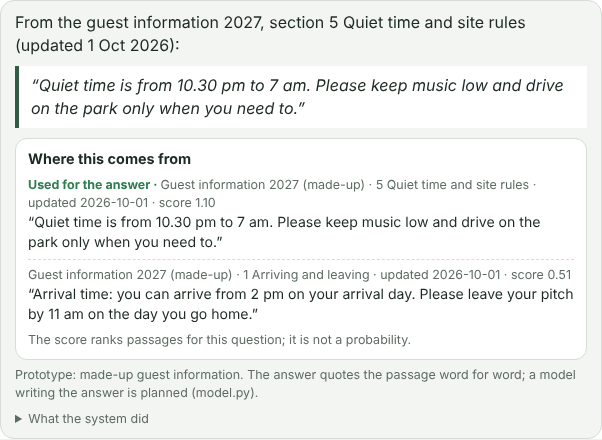 From the guest information 2027, section 5 Quiet time and site rules
(updated 1 Oct 2026):
“Quiet time is from 10.30 pm to 7 am. Please keep music low and drive
on the park only when you need to.”
Where this comes from
Used for the answer · Guest information 2027 (made-up) · 5 Quiet time and site rules ·
updated 2026-10-01 · score 1.10
“Quiet time is from 10.30 pm to 7 am. Please keep music low and drive on the
park only when you need to.”
Guest information 2027 (made-up) · 1 Arriving and leaving · updated 2026-10-01 · score 0.51
“Arrival time: you can arrive from 2 pm on your arrival day. Please leave your pitch
by 11 am on the day you go home.”
The score ranks passages for this question; it is not a probability.
Prototype: made-up guest information. The answer quotes the passage word for word; a model
writing the answer is planned (model.py).
▶ What the system did